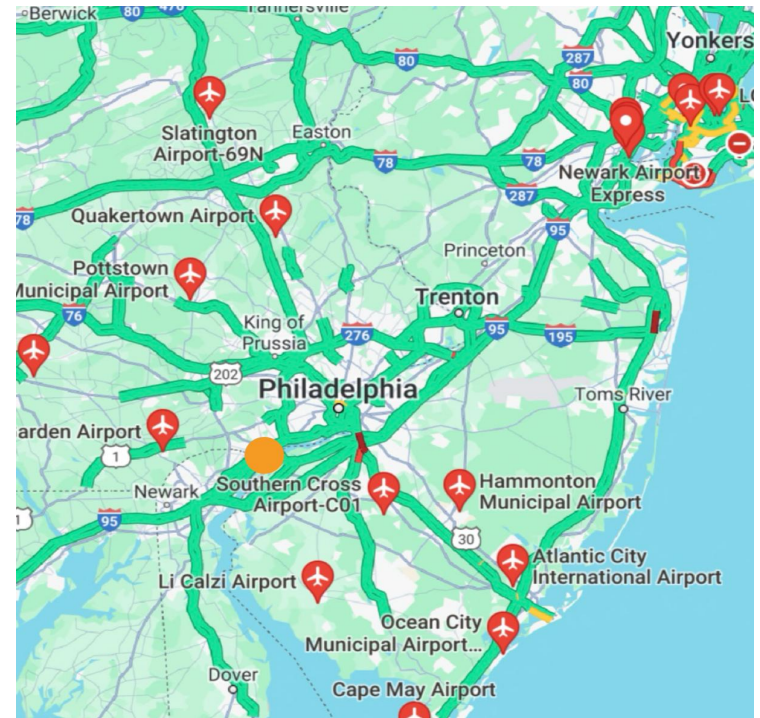 Berwick
80
476
Tannersville
80
287
80
Yonkers
Slatington
Airport-69N
Easton
78
78
Newark Airport
Express
78
287
Quakertown Airport
95
Princeton
Pottstown
Municipal Airport
Trenton
76
King of
Prussia
276
95
195
202
Philadelphia
Toms River
arden Airport
1
Newark
Southern Cross
Airport-C01
Hammonton
Municipal Airport
1
95
30
Atlantic City
International Airport
Li Calzi Airport
Ocean City
Municipal Airport...
Dover
Cape May Airport